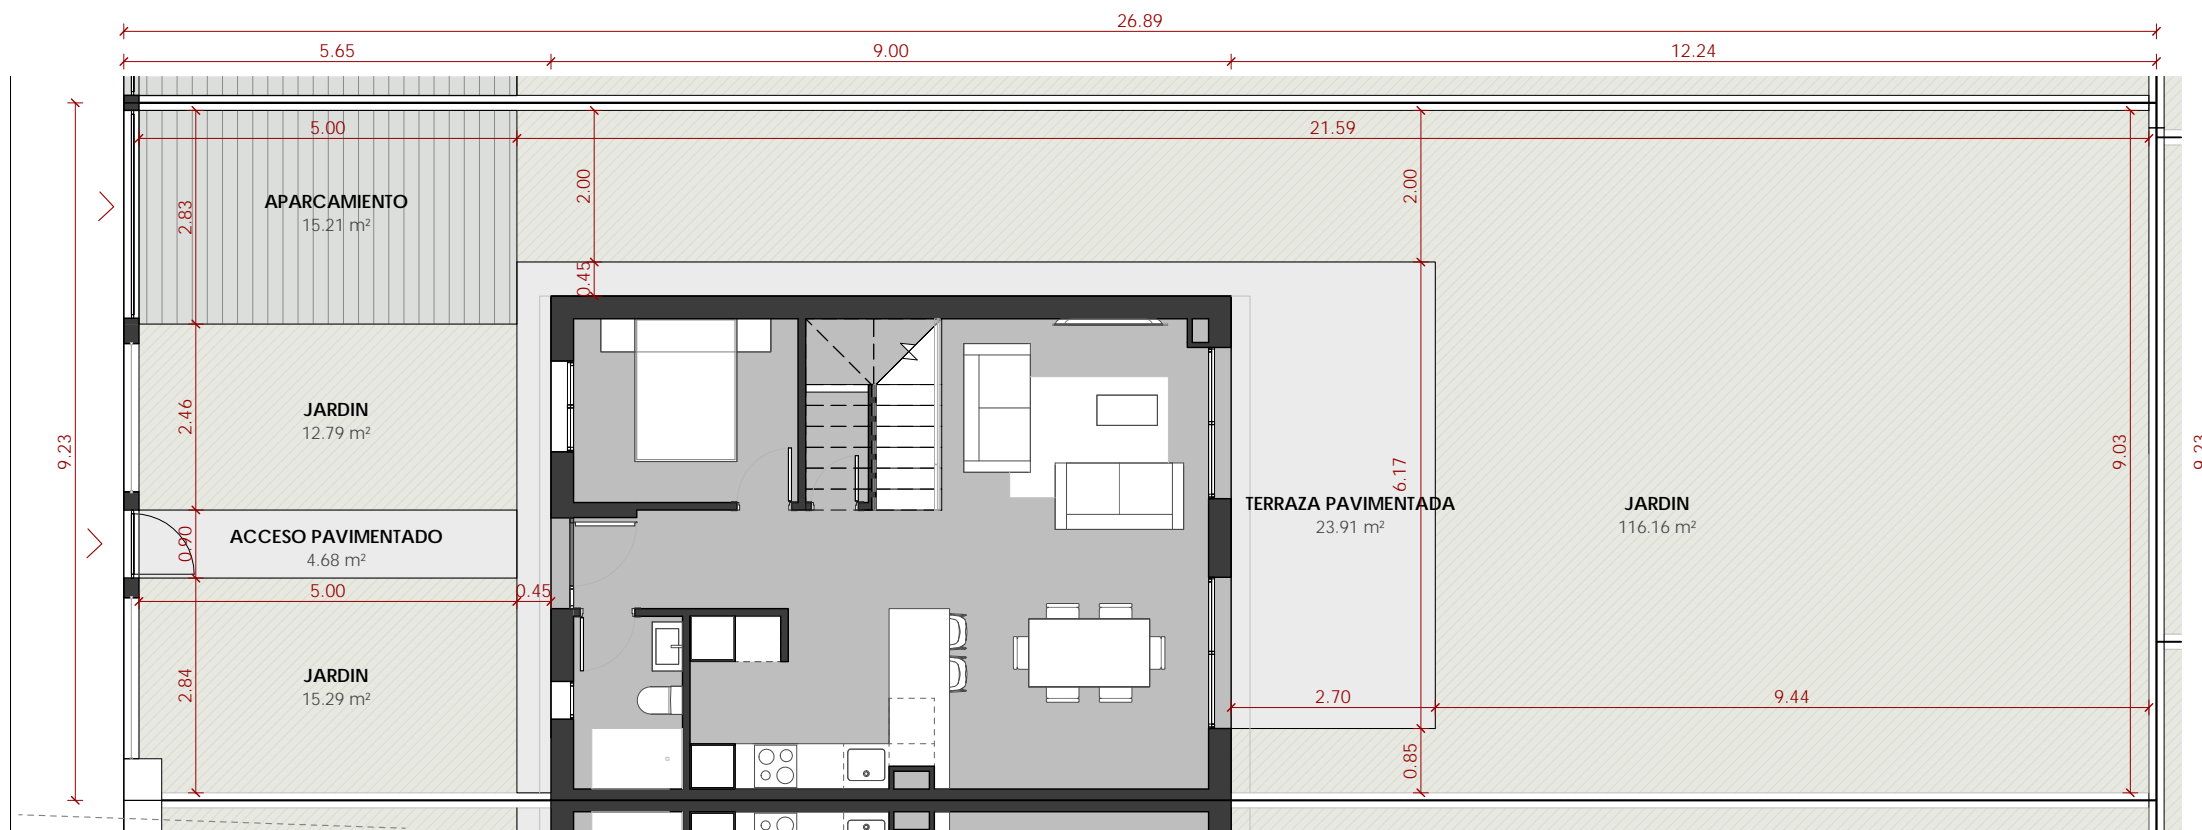 26.89
5.65
9.00
12.24
5.00
21.59
2.00
2.00
2.83
APARCAMIENTO
15.21 m²
0.45
JARDIN
12.79 m²
2.46
9.23
9.03
9.23
6.17
TERRAZA PAVIMENTADA
23.91 m²
JARDIN
116.16 m²
0.90
ACCESO PAVIMENTADO
4.68 m²
5.00
0.45
JARDIN
15.29 m²
2.84
2.70
9.44
0.85